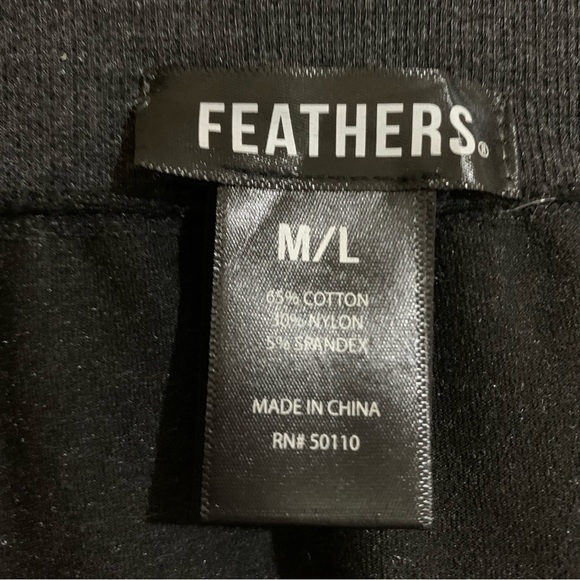 FEATHERS®
M/L
65% COTTON
30% NYLON
5% SPANDEX
MADE IN CHINA
RN# 50110